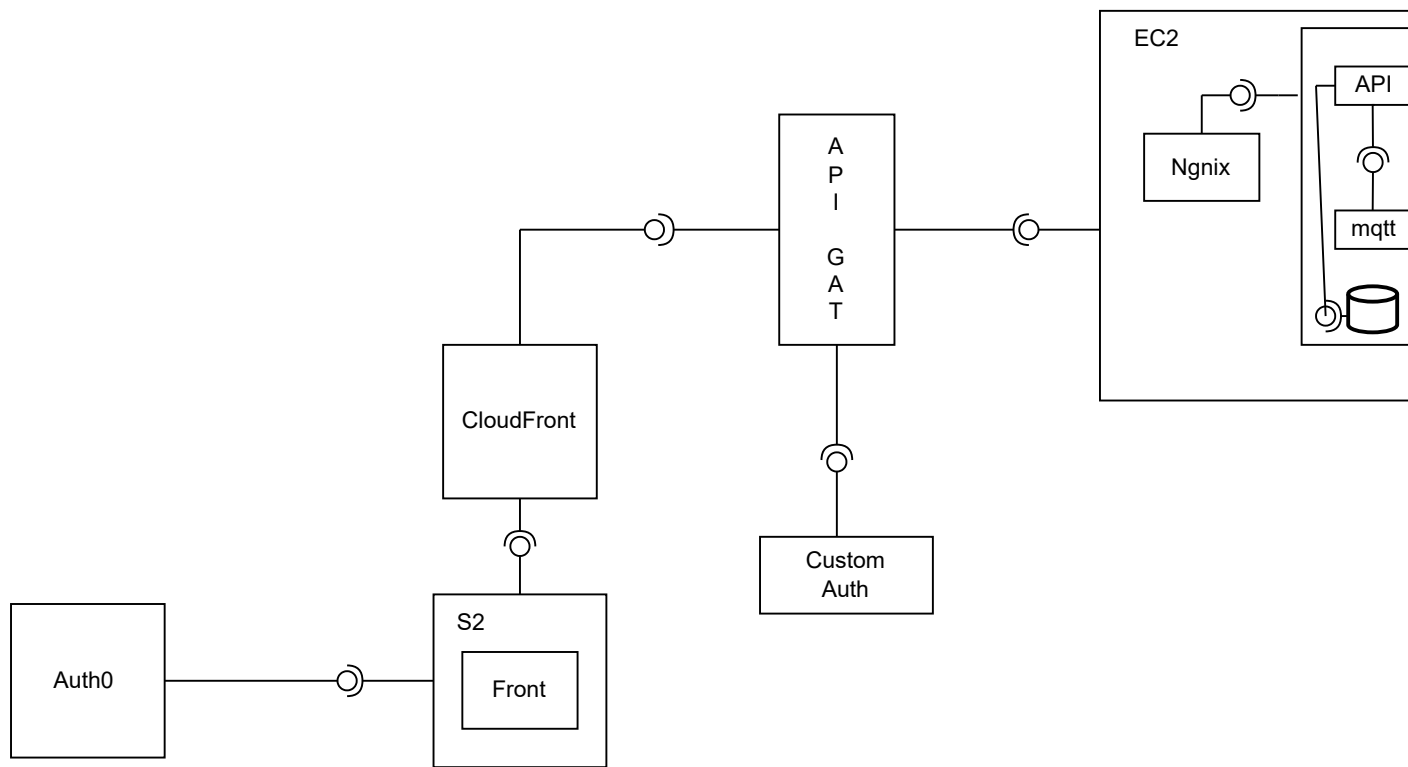 EC2
API
Ngnix
mqtt
A
P
I
G
A
T
CloudFront
Custom
Auth
S2
Front
Auth0